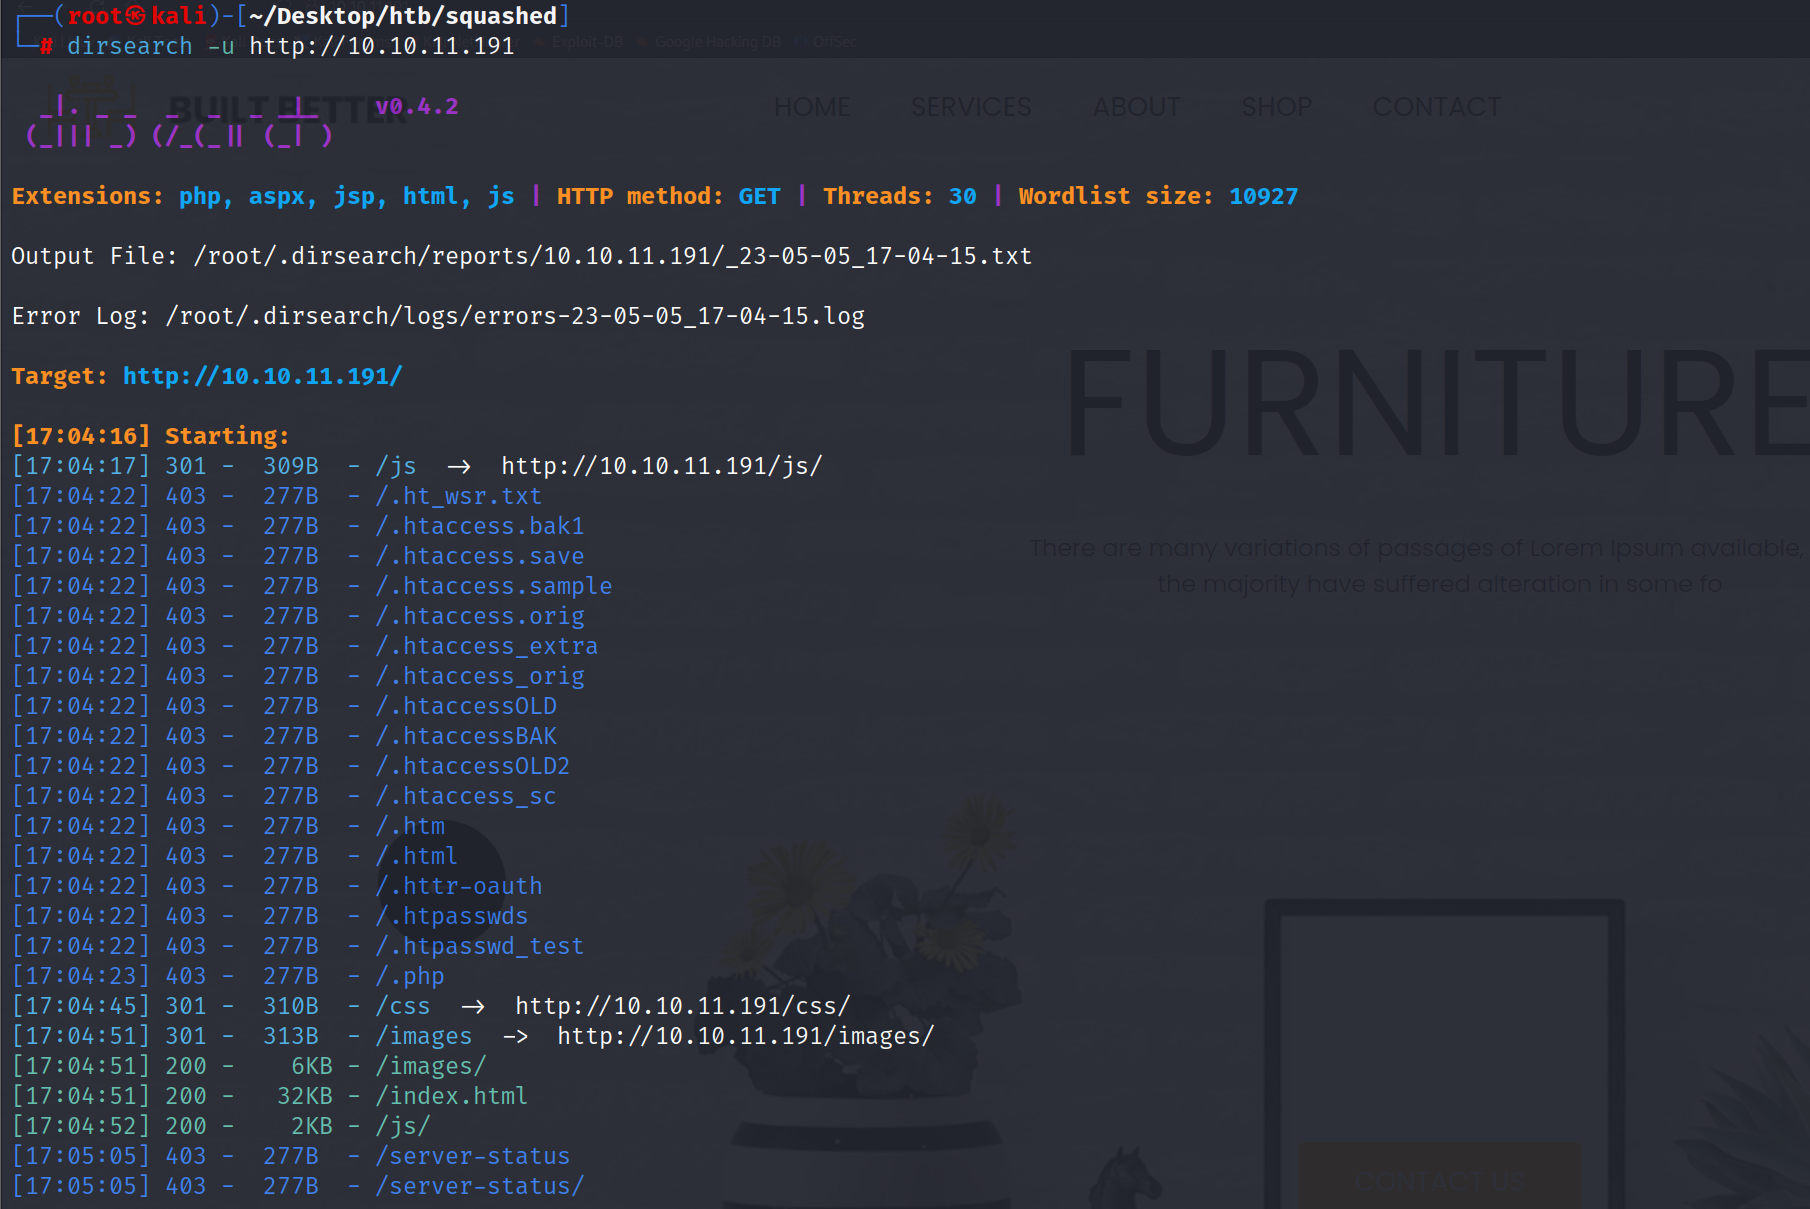 ┌──(root㉿kali)-[~/Desktop/htb/squashed]
└─# dirsearch -u http://10.10.11.191
Exploit-DB Google Hacking DB OffSec
BUILT BETTER HOME SERVICES ABOUT SHOP CONTACT
v0.4.2
Extensions: php, aspx, jsp, html, js | HTTP method: GET | Threads: 30 | Wordlist size: 10927
Output File: /root/.dirsearch/reports/10.10.11.191/_23-05-05_17-04-15.txt
Error Log: /root/.dirsearch/logs/errors-23-05-05_17-04-15.log
FURNITURE
Target: http://10.10.11.191/
[17:04:16] Starting:
[17:04:17] 301 -  309B  - /js  ->  http://10.10.11.191/js/
[17:04:22] 403 -  277B  - /.ht_wsr.txt
[17:04:22] 403 -  277B  - /.htaccess.bak1
There are many variations of passages of Lorem Ipsum available,
[17:04:22] 403 -  277B  - /.htaccess.save
the majority have suffered alteration in some fo
[17:04:22] 403 -  277B  - /.htaccess.sample
[17:04:22] 403 -  277B  - /.htaccess.orig
[17:04:22] 403 -  277B  - /.htaccess_extra
[17:04:22] 403 -  277B  - /.htaccess_orig
[17:04:22] 403 -  277B  - /.htaccessOLD
[17:04:22] 403 -  277B  - /.htaccessBAK
[17:04:22] 403 -  277B  - /.htaccessOLD2
[17:04:22] 403 -  277B  - /.htaccess_sc
[17:04:22] 403 -  277B  - /.htm
[17:04:22] 403 -  277B  - /.html
[17:04:22] 403 -  277B  - /.httr-oauth
[17:04:22] 403 -  277B  - /.htpasswds
[17:04:22] 403 -  277B  - /.htpasswd_test
[17:04:23] 403 -  277B  - /.php
[17:04:45] 301 -  310B  - /css  ->  http://10.10.11.191/css/
[17:04:51] 301 -  313B  - /images  ->  http://10.10.11.191/images/
[17:04:51] 200 -    6KB - /images/
[17:04:51] 200 -   32KB - /index.html
[17:04:52] 200 -    2KB - /js/
[17:05:05] 403 -  277B  - /server-status
[17:05:05] 403 -  277B  - /server-status/
CONTACT US